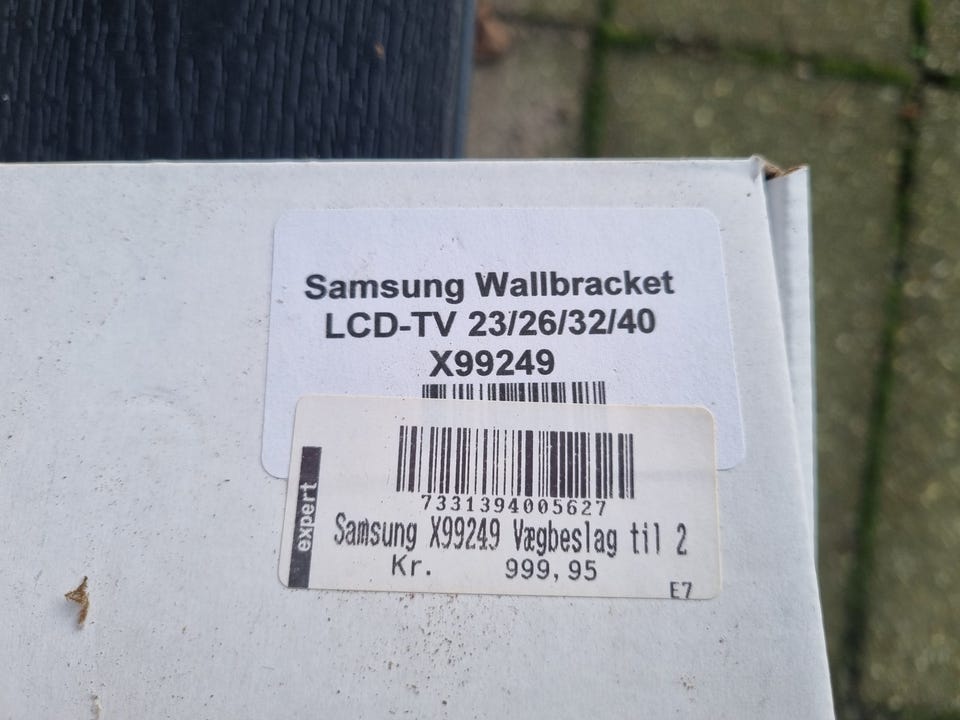 Samsung Wallbracket
LCD-TV 23/26/32/40
X99249
expert
7331394005627
Samsung X99249 Vægbeslag til 2
Kr. 999,95
E7